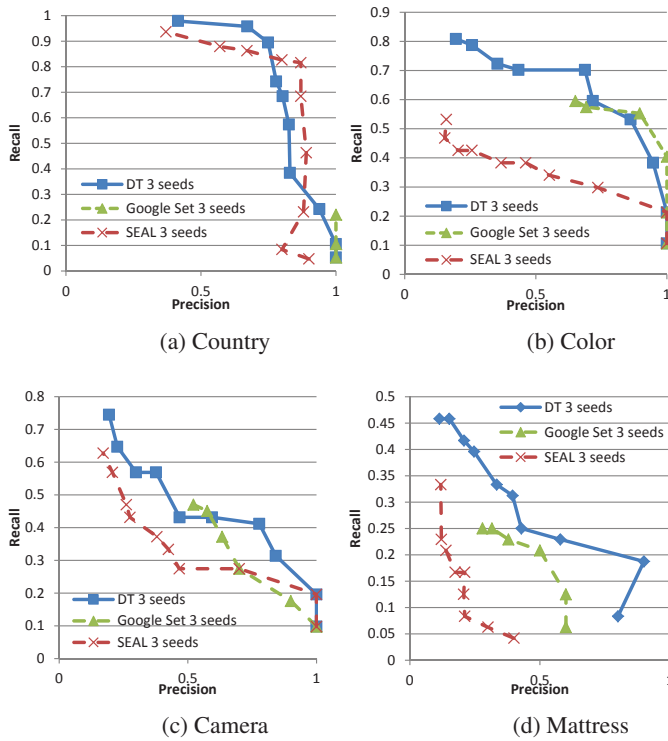 1
0.9
0.8
0.7
0.6
0.5
0.4
0.3
0.2
0.1
0
Recall
DT 3 seeds
Google Set 3 seeds
SEAL 3 seeds
0 0.5 1
Precision
(a) Country
0.9
0.8
0.7
0.6
0.5
0.4
0.3
0.2
0.1
0
Recall
DT 3 seeds
Google Set 3 seeds
SEAL 3 seeds
0 0.5 1
Precision
(b) Color
0.8
0.7
0.6
0.5
0.4
0.3
0.2
0.1
0
Recall
DT 3 seeds
Google Set 3 seeds
SEAL 3 seeds
0 0.5 1
Precision
(c) Camera
0.5
0.45
0.4
0.35
0.3
0.25
0.2
0.15
0.1
0.05
0
Recall
DT 3 seeds
Google Set 3 seeds
SEAL 3 seeds
0 0.5 1
Precision
(d) Mattress